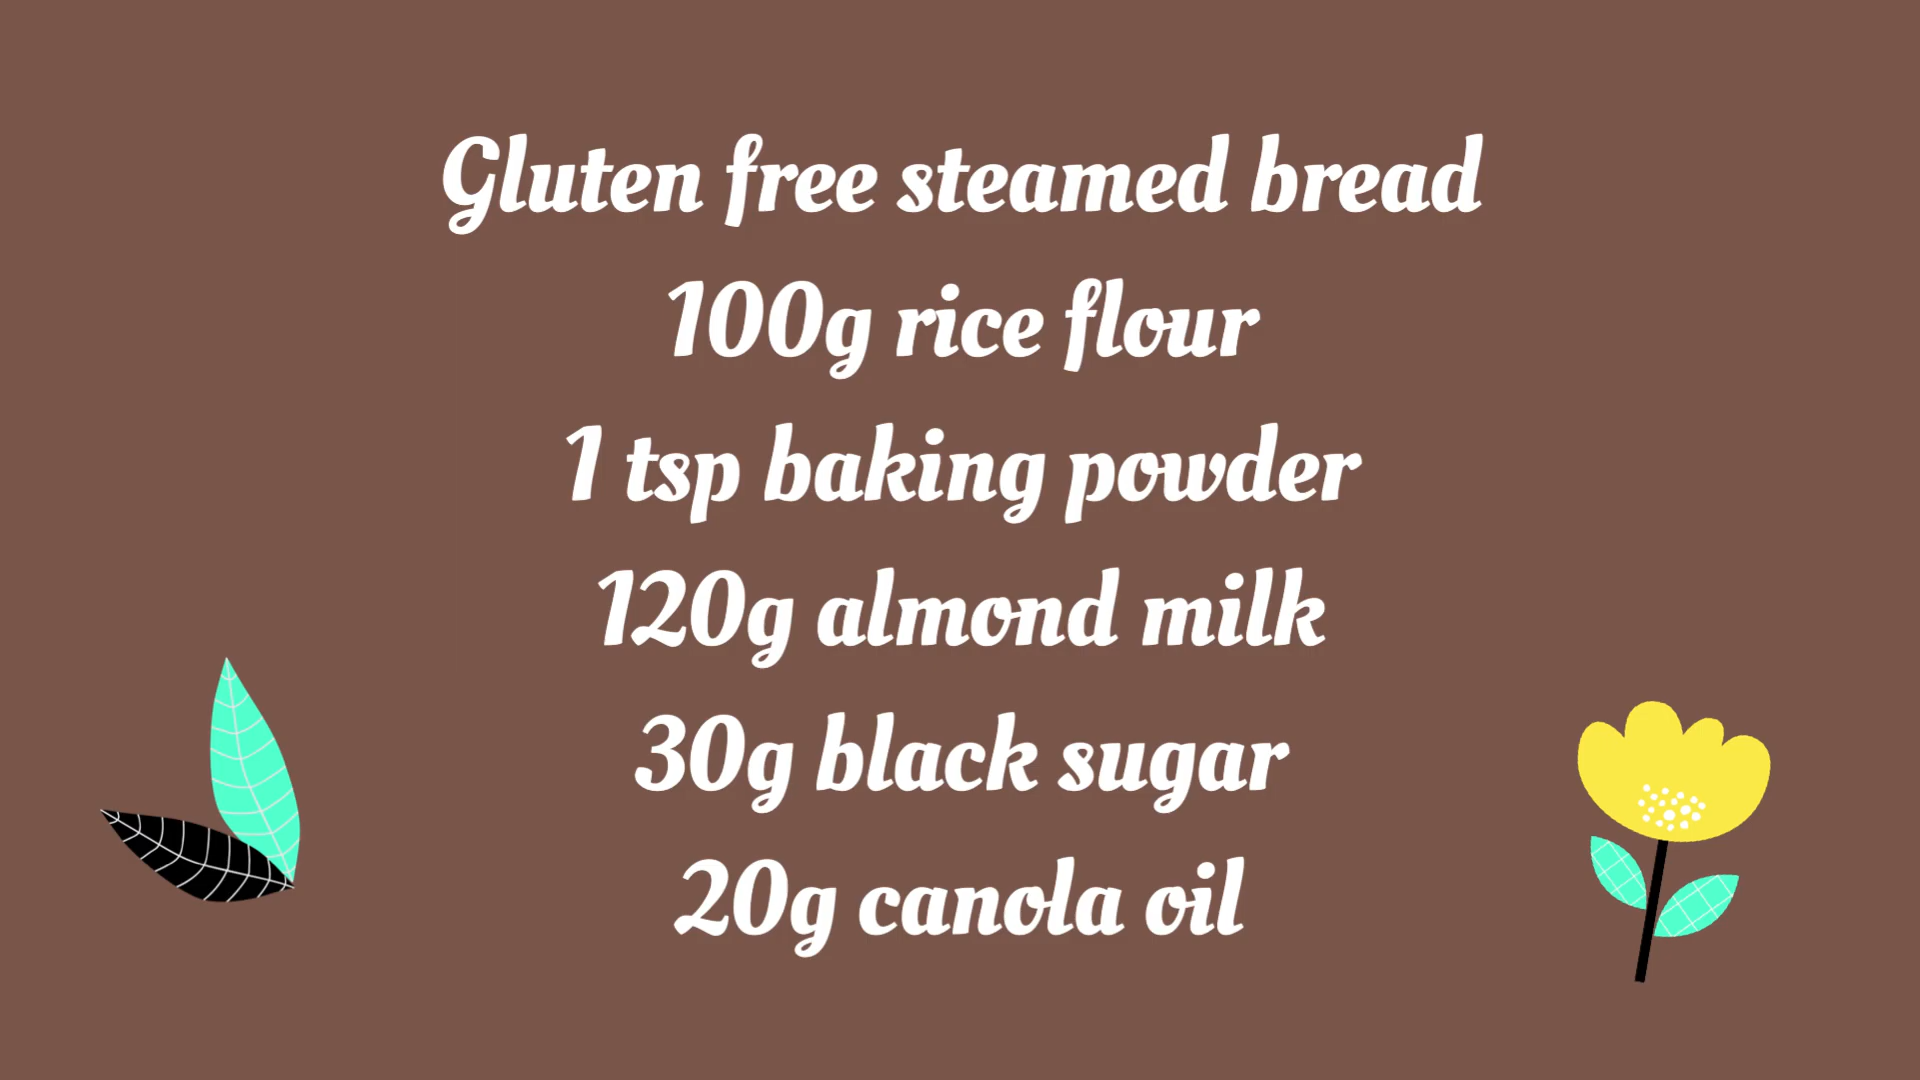 Gluten free steamed bread
100g rice flour
1 tsp baking powder
120g almond milk
30g black sugar
20g canola oil